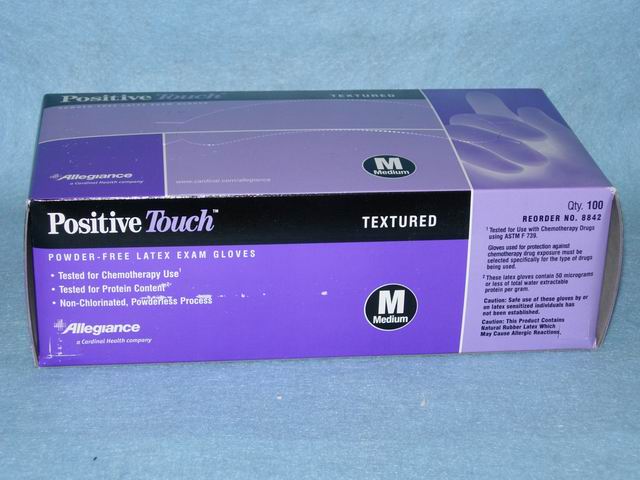 Positive Touch TEXTURED
POWDER-FREE LATEX EXAM GLOVES
Allegiance
a Cardinal Health company
www.cardinal.com/allegiance
M
Medium
Positive Touch™
TEXTURED
POWDER-FREE LATEX EXAM GLOVES
• Tested for Chemotherapy Use¹
• Tested for Protein Content²
• Non-Chlorinated, Powderless Process
Allegiance
a Cardinal Health company
M
Medium
Qty. 100
REORDER NO. 8842
¹ Tested for Use with Chemotherapy Drugs
using ASTM F 739.
Gloves used for protection against
chemotherapy drug exposure must be
selected specifically for the type of drugs
being used.
² These latex gloves contain 50 micrograms
or less of total water extractable
protein per gram.
Caution: Safe use of these gloves by or
on latex sensitized individuals has
not been established.
Caution: This Product Contains
Natural Rubber Latex Which
May Cause Allergic Reactions.